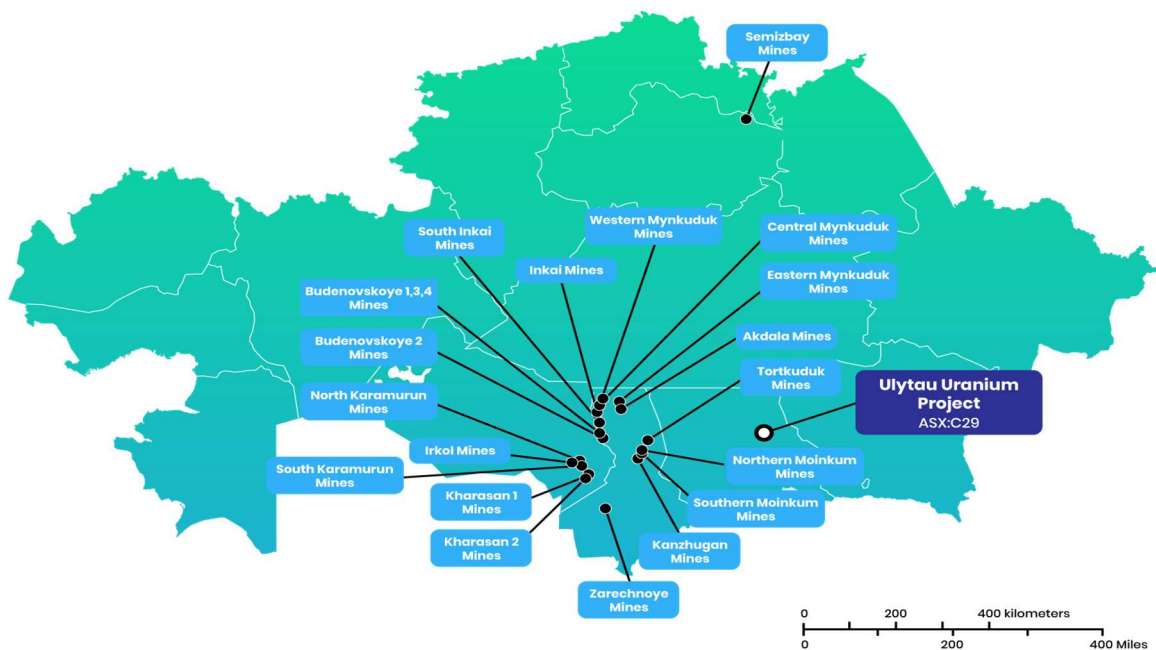 Semizbay
Mines
Western Mynkuduk
Mines
Central Mynkuduk
Mines
South Inkai
Mines
Inkai Mines
Eastern Mynkuduk
Mines
Budenovskoye 1,3,4
Mines
Budenovskoye 2
Mines
Akdala Mines
Tortkuduk
Mines
Ulytau Uranium
Project
ASX:C29
North Karamurun
Mines
Irkol Mines
South Karamurun
Mines
Northern Moinkum
Mines
Kharasan 1
Mines
Southern Moinkum
Mines
Kharasan 2
Mines
Kanzhugan
Mines
Zarechnoye
Mines
0 200 400 kilometers
0 200 400 Miles